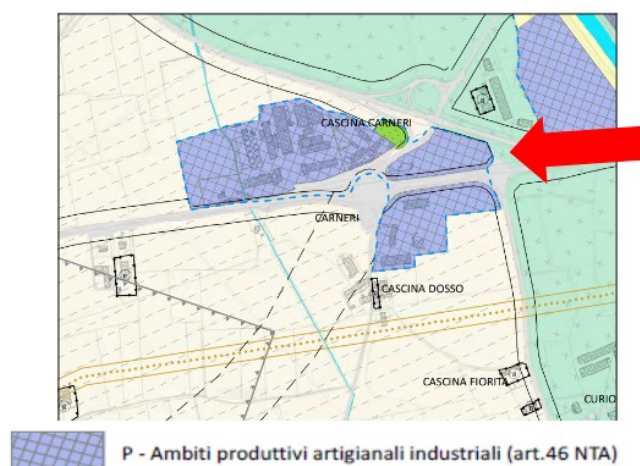 CASCINA CARNERI
CARNERI
CASCINA DOSSO
CASCINA FIORITA
CURIO
P - Ambiti produttivi artigianali industriali (art.46 NTA)